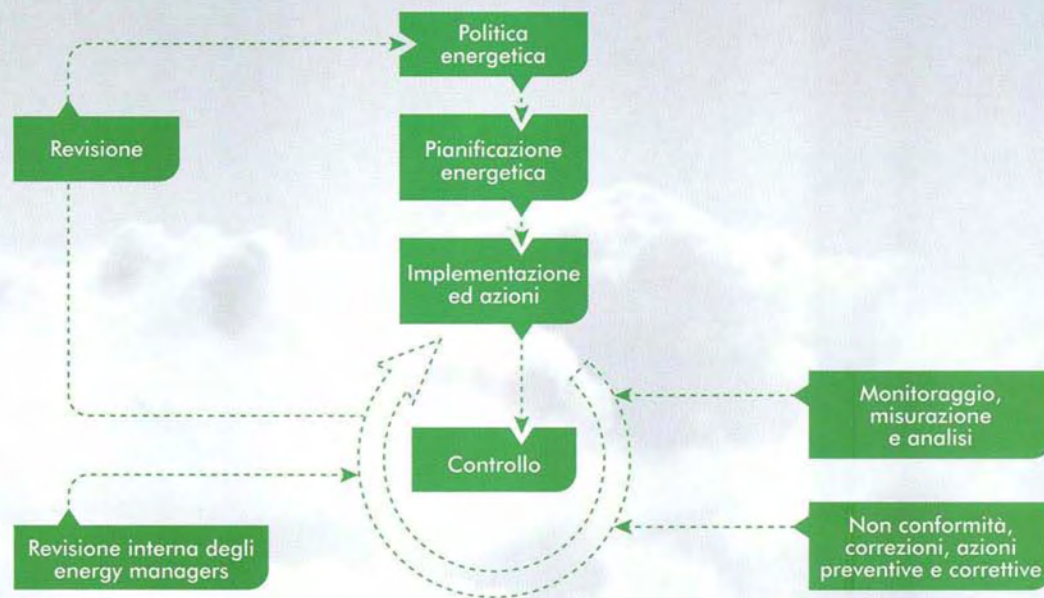 Politica
energetica
Revisione
Pianificazione
energetica
Implementazione
ed azioni
Monitoraggio,
misurazione
e analisi
Controllo
Revisione interna degli
energy managers
Non conformità,
correzioni, azioni
preventive e correttive